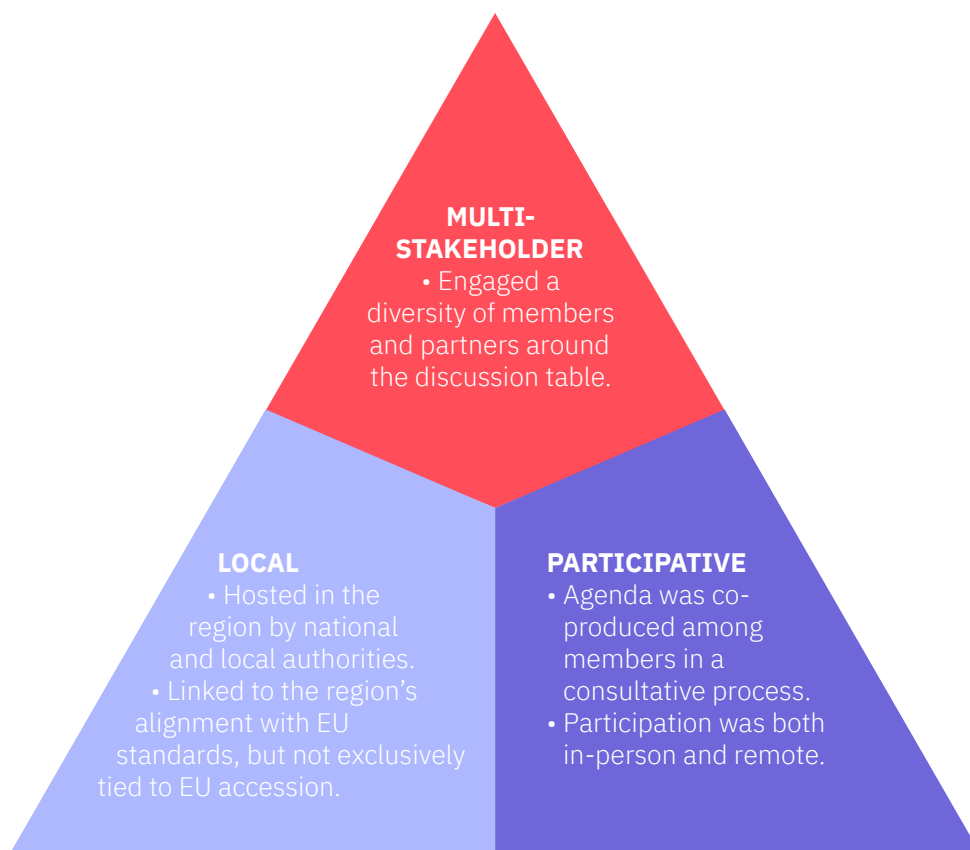 MULTI-
STAKEHOLDER
• Engaged a
diversity of members
and partners around
the discussion table.
LOCAL
• Hosted in the
region by national
and local authorities.
• Linked to the region’s
alignment with EU
standards, but not exclusively
tied to EU accession.
PARTICIPATIVE
• Agenda was co-
produced among
members in a
consultative process.
• Participation was both
in-person and remote.